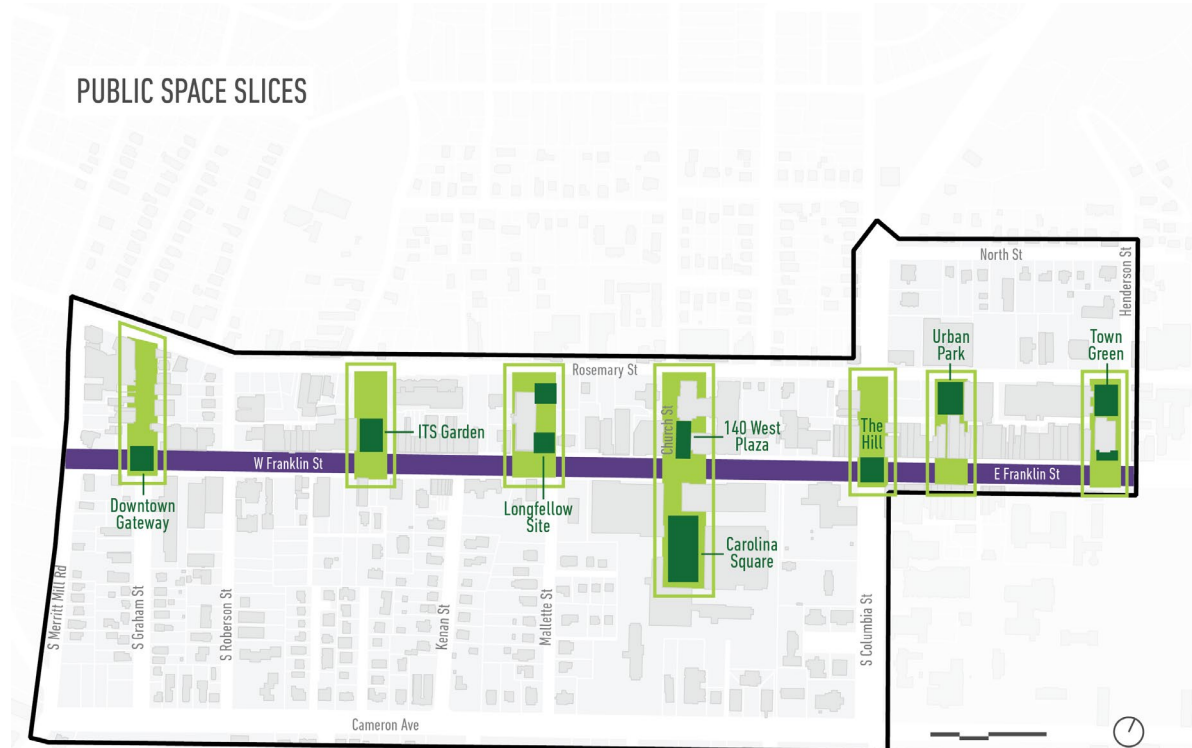 PUBLIC SPACE SLICES
North St
Henderson St
Urban
Park
Town
Green
Rosemary St
Church St
ITS Garden
140 West
Plaza
The
Hill
W Franklin St
E Franklin St
Downtown
Gateway
Longfellow
Site
Carolina
Square
S Merritt Mill Rd
S Graham St
S Roberson St
Kenan St
Mallette St
S Columbia St
Cameron Ave